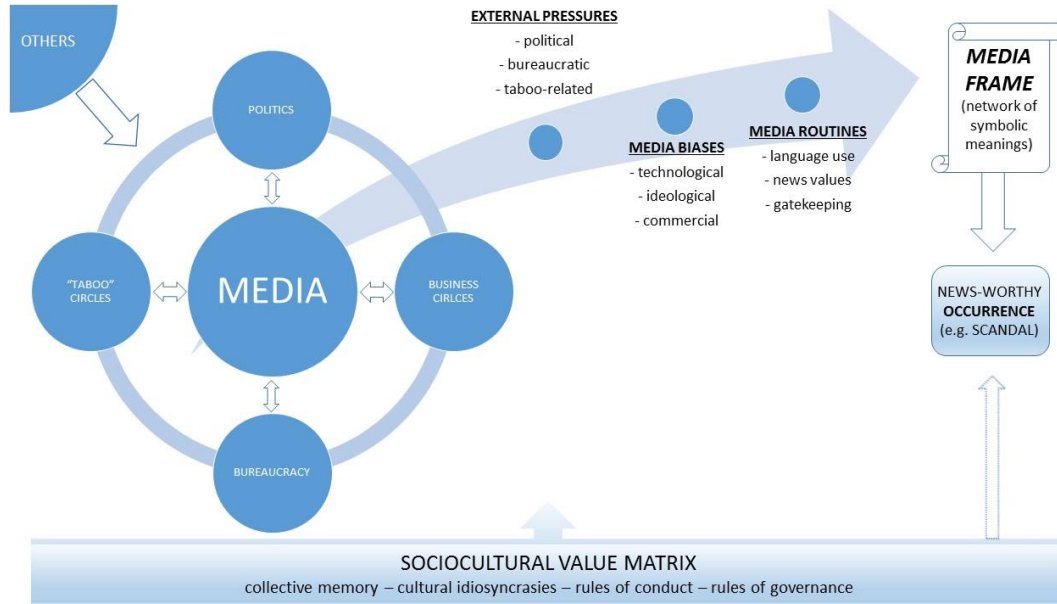 OTHERS
POLITICS
"TABOO"
CIRCLES
MEDIA
BUSINESS
CIRLCES
BUREAUCRACY
EXTERNAL PRESSURES
- political
- bureaucratic
- taboo-related
MEDIA BIASES
- technological
- ideological
- commercial
MEDIA ROUTINES
- language use
- news values
- gatekeeping
MEDIA
FRAME
(network of
symbolic
meanings)
NEWS-WORTHY
OCCURRENCE
(e.g. SCANDAL)
SOCIOCULTURAL VALUE MATRIX
collective memory – cultural idiosyncrasies – rules of conduct – rules of governance